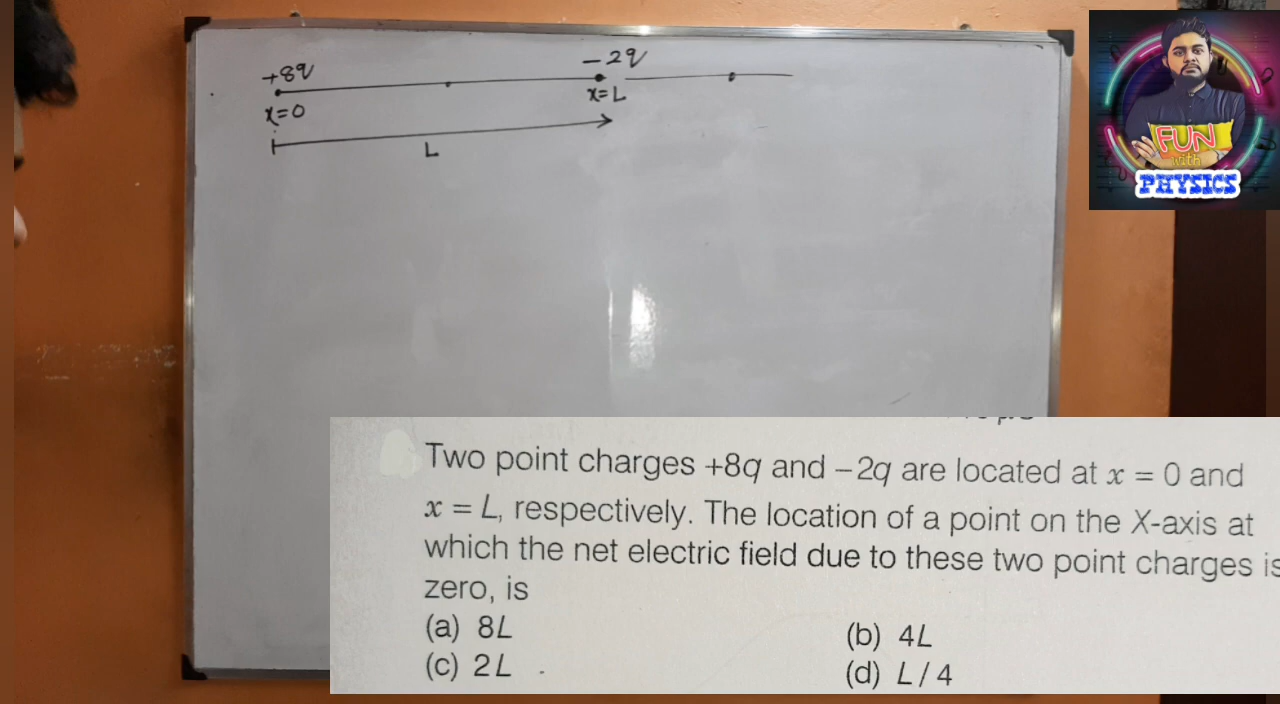 +8q
-2q
x=0
x=L
L
FUN
with
PHYSICS
Two point charges +8q and – 2q are located at x = 0 and
x = L, respectively. The location of a point on the X-axis at
which the net electric field due to these two point charges is
zero, is
(a) 8L
(b) 4L
(c) 2L
(d) L/4